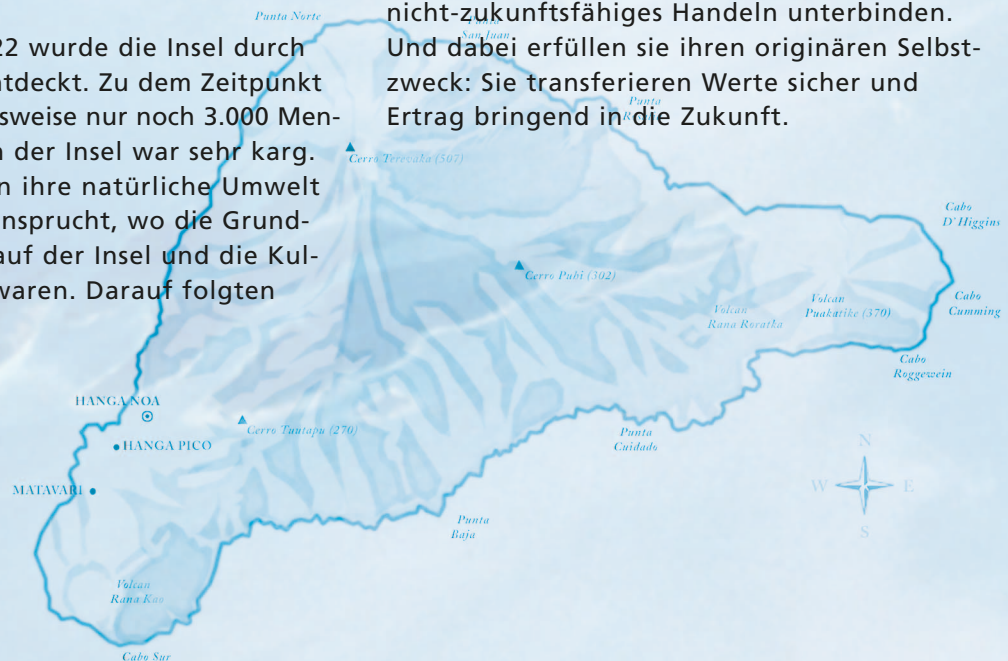 22 wurde die Insel durch
ntdeckt. Zu dem Zeitpunkt
sweise nur noch 3.000 Men-
n der Insel war sehr karg.
n ihre natürliche Umwelt
nsprucht, wo die Grund-
auf der Insel und die Kul-
waren. Darauf folgten
nicht-zukunftsfähiges Handeln unterbinden.
Und dabei erfüllen sie ihren originären Selbst-
zweck: Sie transferieren Werte sicher und
Ertrag bringend in die Zukunft.
Punta Norte
Punta
San Juan
Punta
Cerro Terevaka (507)
Cabo
D'Higgins
Cerro Puhi (302)
Volcan
Rana Roratka
Volcan
Puakatike (370)
Cabo
Cumming
Cabo
Roggewein
HANGA NOA
HANGA PICO
Cerro Tuutapu (270)
MATAVARI
Punta
Cuidado
Punta
Baja
N
W
E
S
Volcan
Rana Kao
Cabo Sur